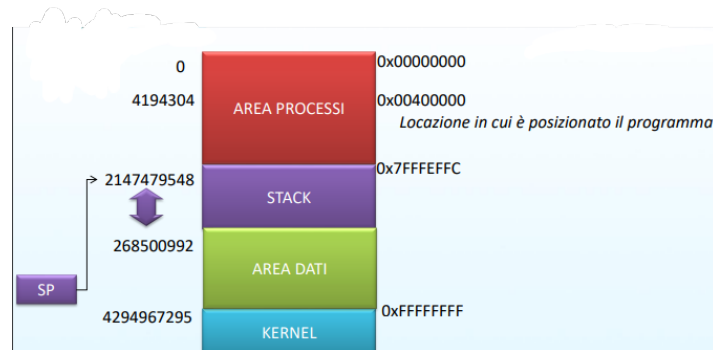 0
0x00000000
4194304
AREA PROCESSI
0x00400000
Locazione in cui è posizionato il programma
2147479548
0x7FFFEFFC
STACK
268500992
AREA DATI
SP
4294967295
0xFFFFFFFF
KERNEL